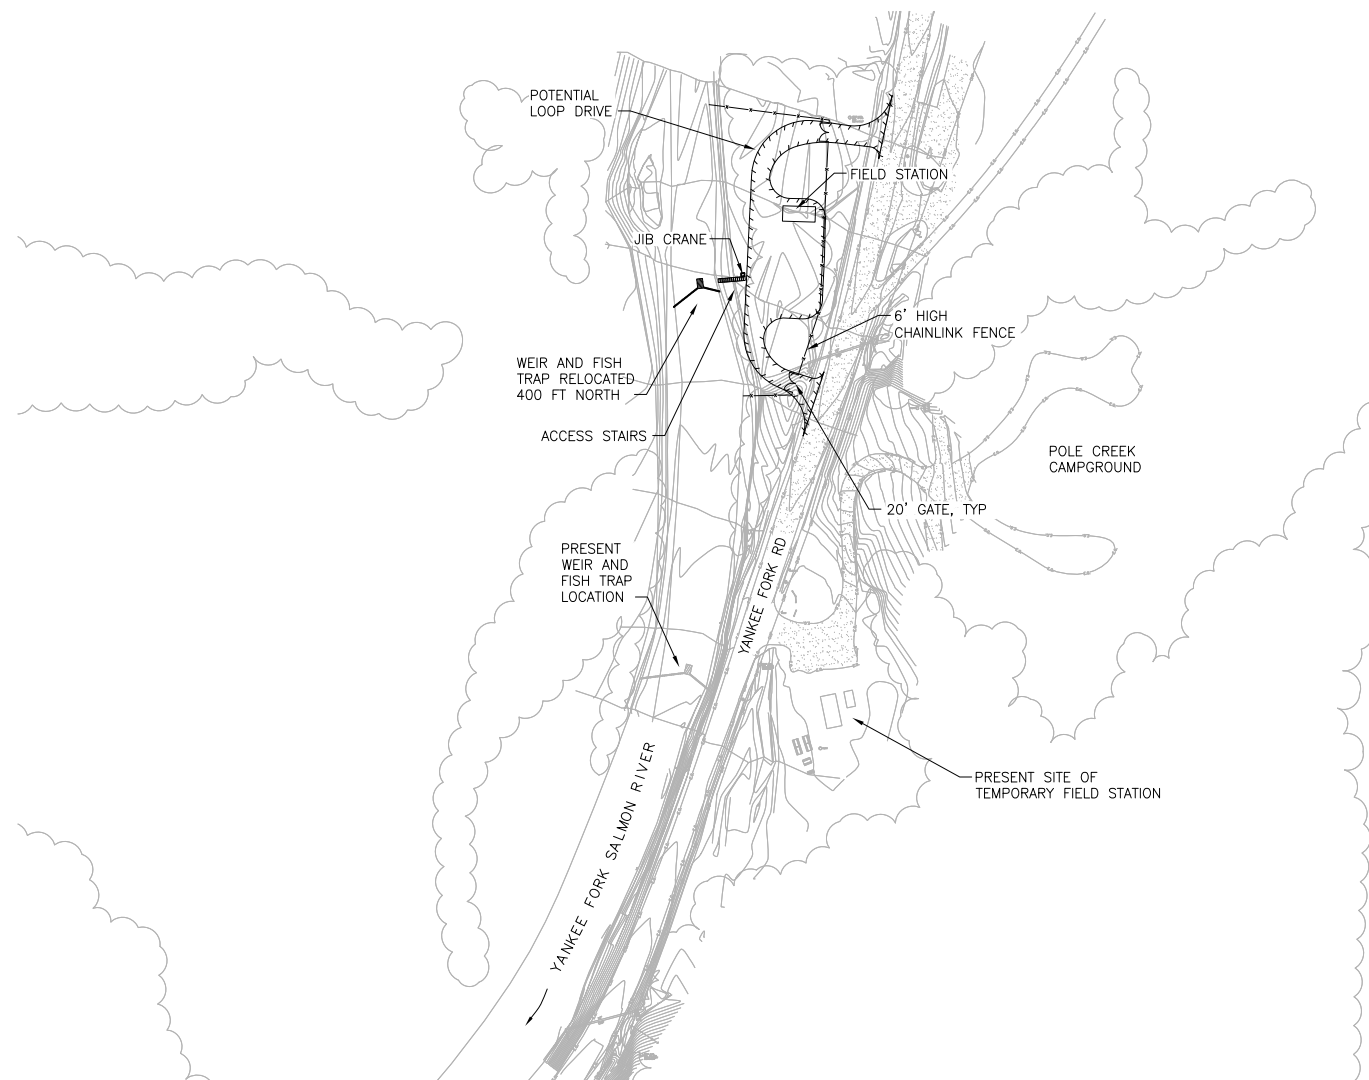 POTENTIAL
LOOP DRIVE
FIELD STATION
JIB CRANE
6' HIGH
CHAINLINK FENCE
WEIR AND FISH
TRAP RELOCATED
400 FT NORTH
ACCESS STAIRS
POLE CREEK
CAMPGROUND
20' GATE, TYP
PRESENT
WEIR AND
FISH TRAP
LOCATION
YANKEE FORK RD
PRESENT SITE OF
TEMPORARY FIELD STATION
YANKEE FORK SALMON RIVER